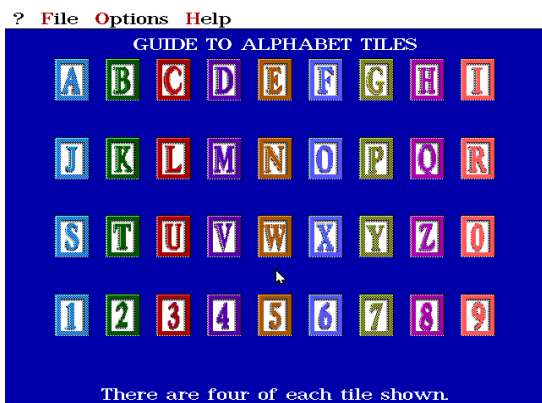 ? File Options Help
GUIDE TO ALPHABET TILES
A B C D E F G H I
J K L M N O P Q R
S T U V W X Y Z 0
1 2 3 4 5 6 7 8 9
There are four of each tile shown.